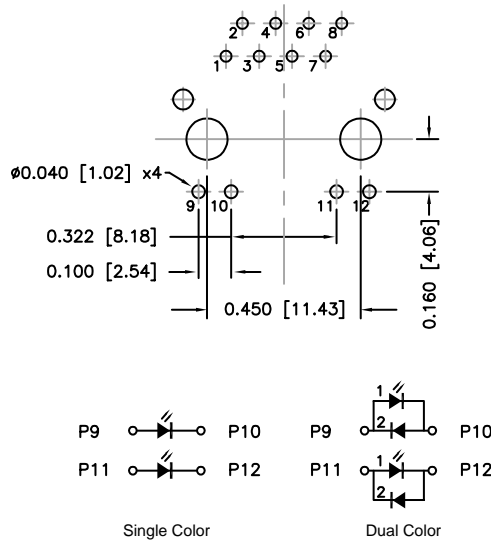 2 4 6 8
1 3 5 7
ø0.040 [1.02] x4
9 10 11 12
0.322 [8.18]
0.100 [2.54]
0.450 [11.43]
0.160 [4.06]
1
P9 P10 P9 2 P10
P11 P12 P11 1 P12
2
Single Color Dual Color